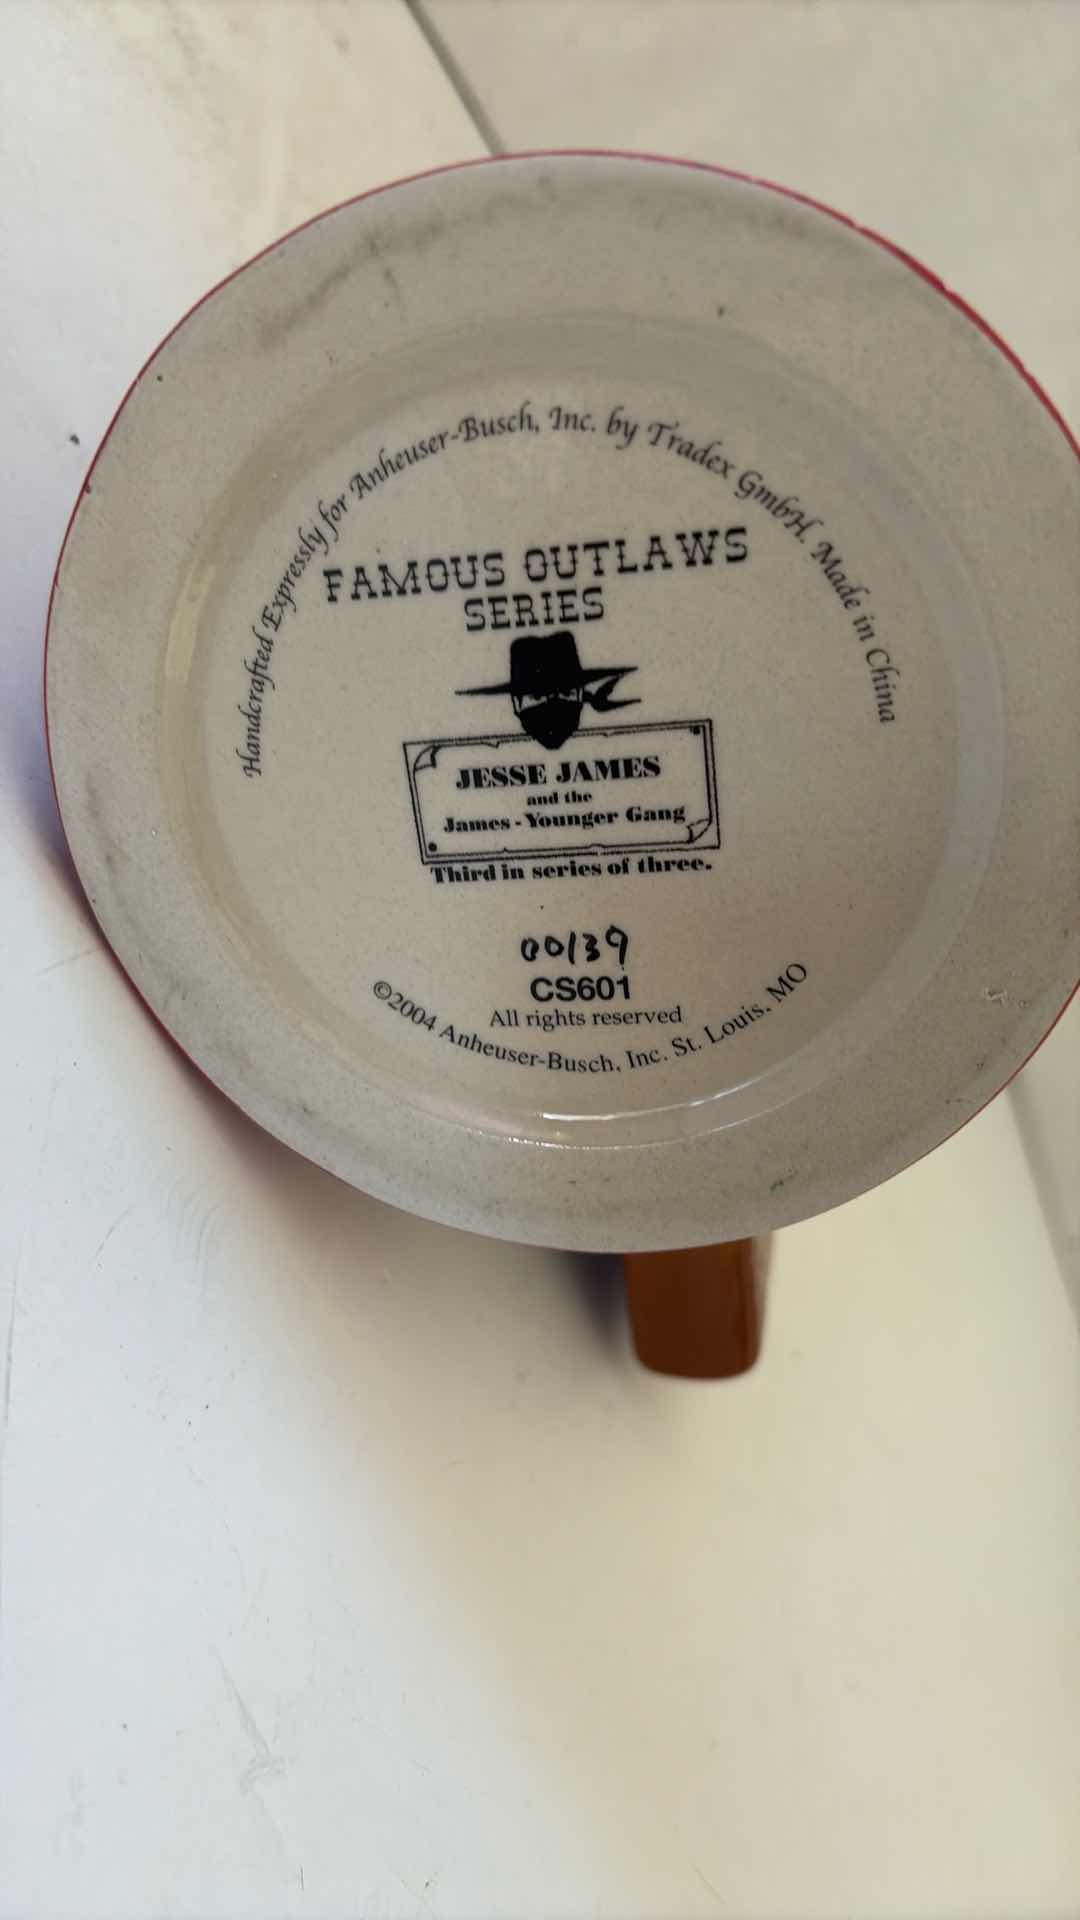 Handcrafted Expressly for Anheuser-Busch, Inc. by Tradex GmbH. Made in China
FAMOUS OUTLAWS
SERIES
JESSE JAMES
and the
James-Younger Gang
Third in series of three.
00139
CS601
All rights reserved
©2004 Anheuser-Busch, Inc. St. Louis, MO